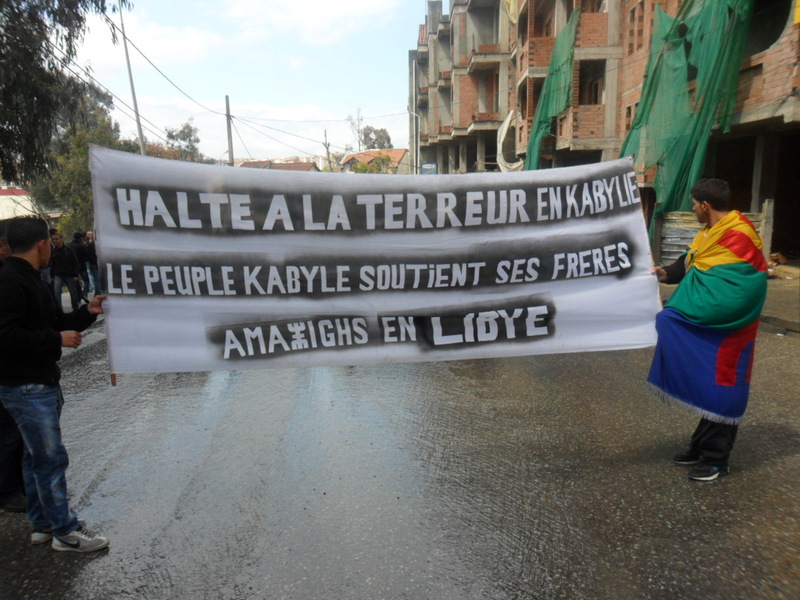 HALTE A LA TERREUR EN KABYLIE
LE PEUPLE KABYLE SOUTIENT SES FRERES
AMAⵣIGHS EN LIBYE